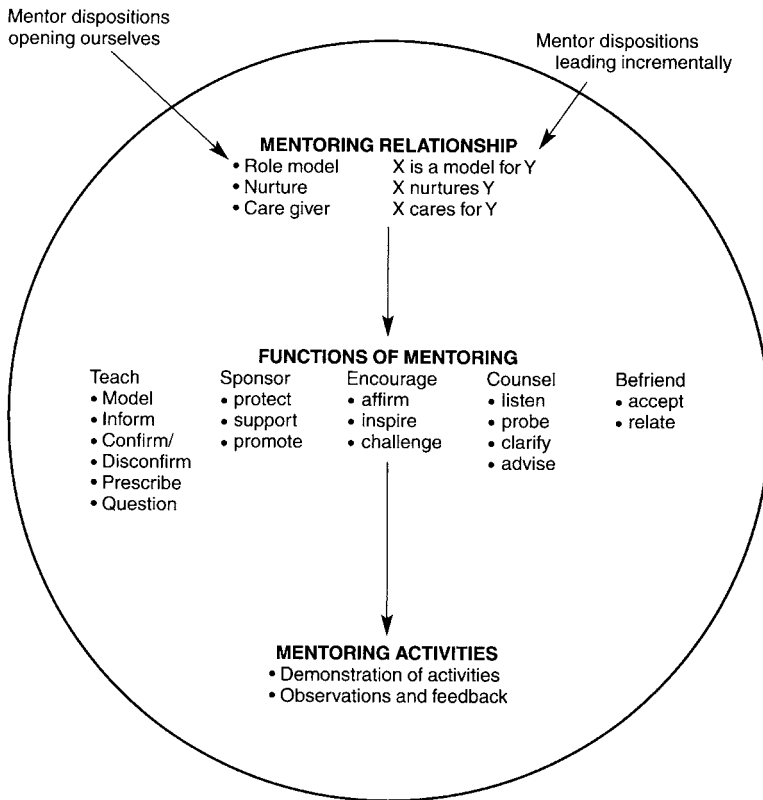 Mentor dispositions
opening ourselves
Mentor dispositions
leading incrementally
MENTORING RELATIONSHIP
• Role model X is a model for Y
• Nurture X nurtures Y
• Care giver X cares for Y
FUNCTIONS OF MENTORING
Teach
• Model
• Inform
• Confirm/
• Disconfirm
• Prescribe
• Question
Sponsor
• protect
• support
• promote
Encourage
• affirm
• inspire
• challenge
Counsel
• listen
• probe
• clarify
• advise
Befriend
• accept
• relate
MENTORING ACTIVITIES
• Demonstration of activities
• Observations and feedback